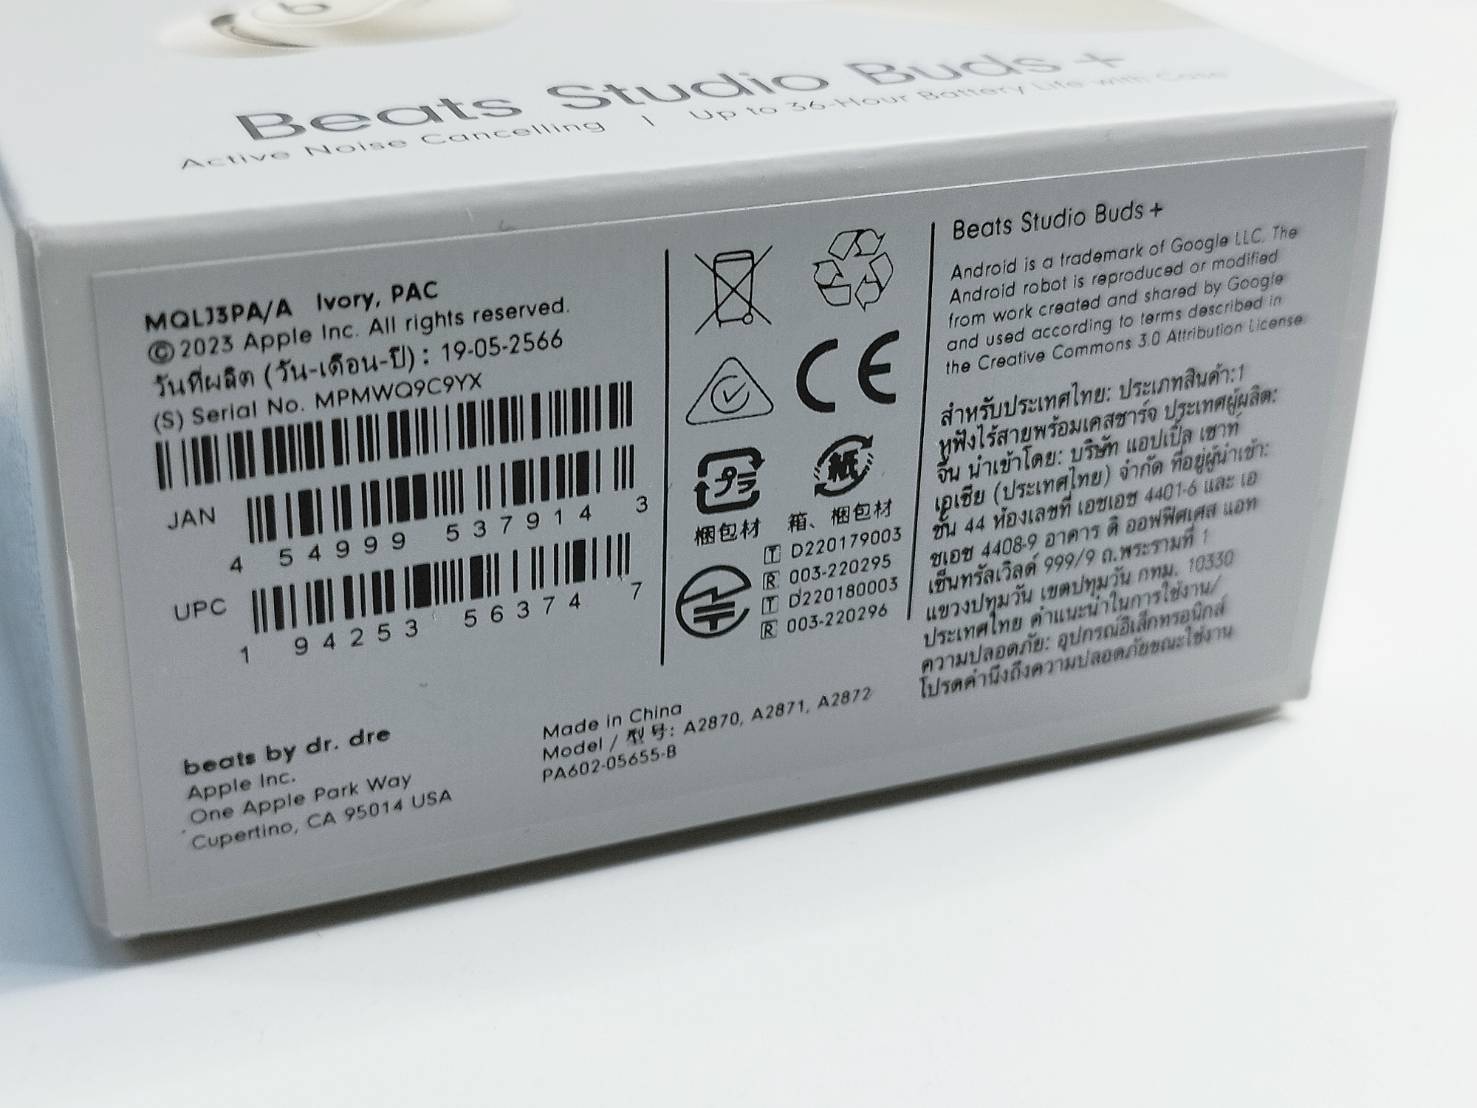 Beats Studio Buds +
Active Noise Cancelling | Up to 36-Hour Battery Life with Case
MQLJ3PA/A Ivory, PAC
© 2023 Apple Inc. All rights reserved.
วันที่ผลิต (วัน-เดือน-ปี) : 19-05-2566
(S) Serial No. MPMWQ9C9YX
JAN
4 54999 537914 3
UPC
1 94253 56374 7
beats by dr. dre
Apple Inc.
One Apple Park Way
Cupertino, CA 95014 USA
CE
プラ
紙
梱包材
箱、梱包材
T D220179003
R 003-220295
T D220180003
R 003-220296
Made in China
Model / 型号: A2870, A2871, A2872
PA602-05655-B
Beats Studio Buds +
Android is a trademark of Google LLC. The
Android robot is reproduced or modified
from work created and shared by Google
and used according to terms described in
the Creative Commons 3.0 Attribution License.
สำหรับประเทศไทย: ประเภทสินค้า:1
หูฟังไร้สายพร้อมเคสชาร์จ ประเทศผู้ผลิต:
จีน นำเข้าโดย: บริษัท แอปเปิ้ล เซาท์
เอเชีย (ประเทศไทย) จำกัด ที่อยู่ผู้นำเข้า:
ชั้น 44 ห้องเลขที่ เอชเอช 4401-6 และ เอ
ชเอช 4408-9 อาคาร ดิ ออฟฟิศเศส แอท
เซ็นทรัลเวิลด์ 999/9 ถ.พระรามที่ 1
แขวงปทุมวัน เขตปทุมวัน กทม. 10330
ประเทศไทย คำแนะนำในการใช้งาน/
ความปลอดภัย: อุปกรณ์อิเล็กทรอนิกส์
โปรดคำนึงถึงความปลอดภัยขณะใช้งาน